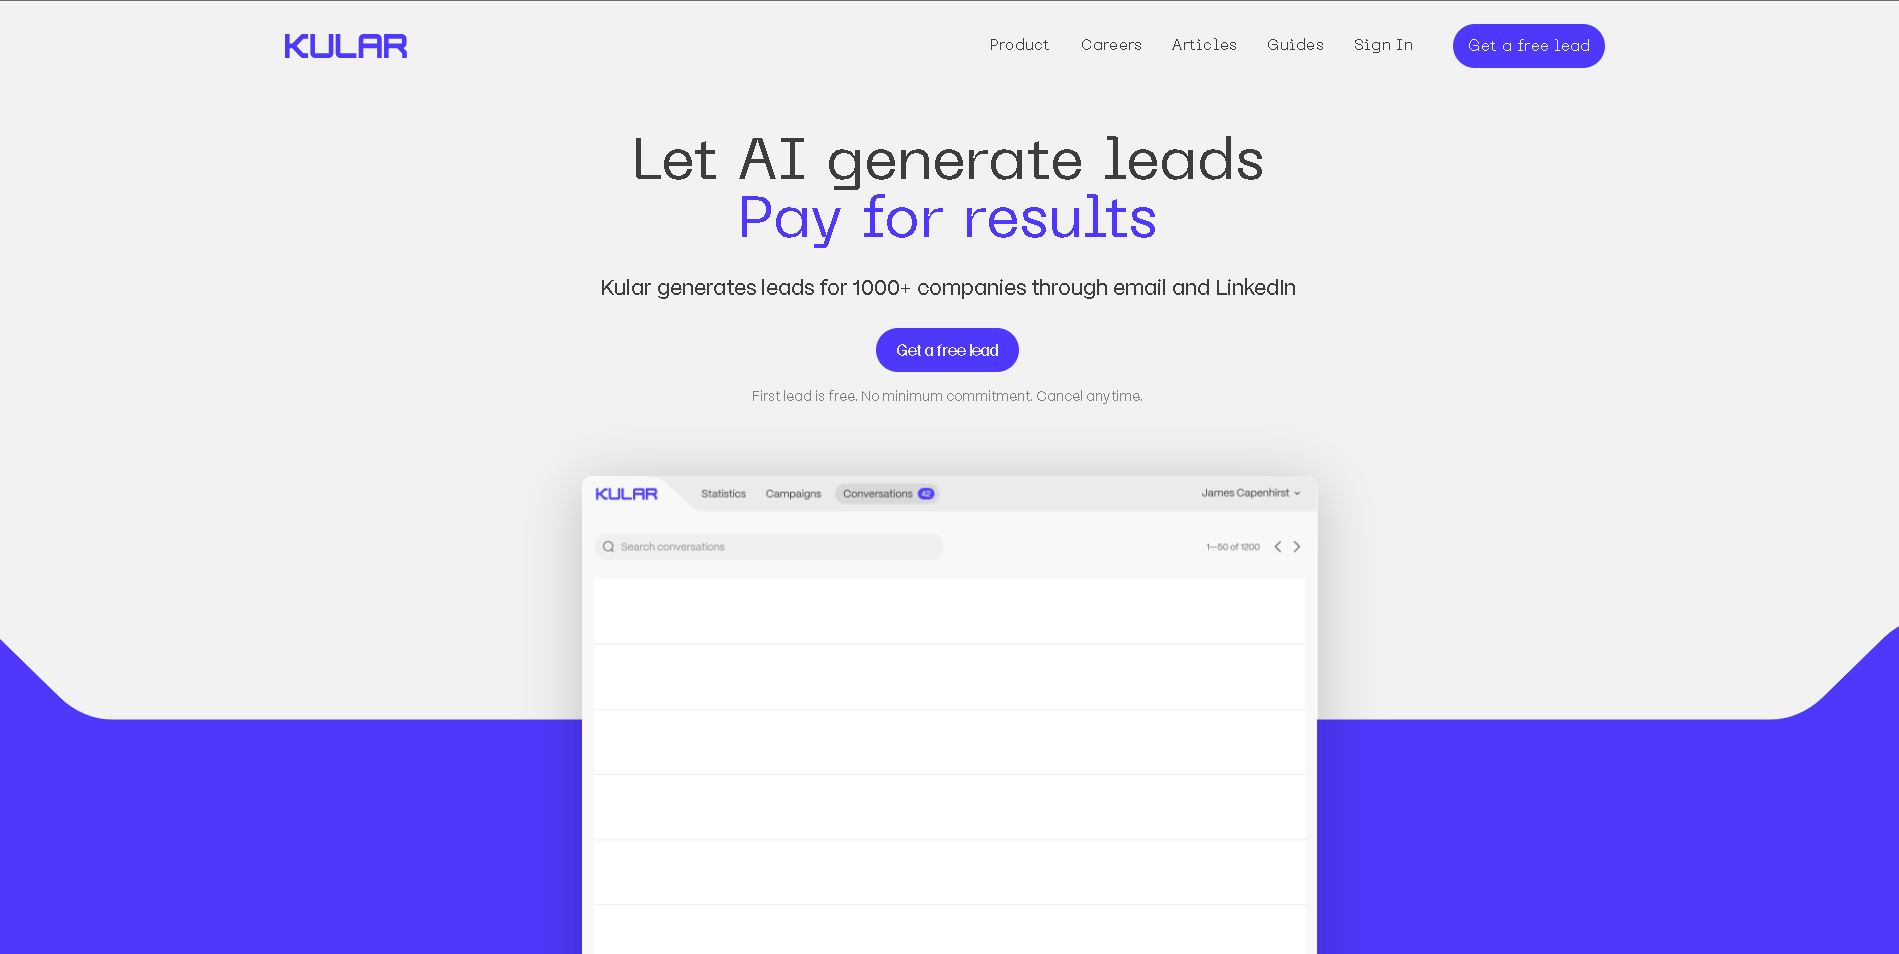 KULAR
Product Careers Articles Guides Sign In Get a free lead
Let AI generate leads
Pay for results
Kular generates leads for 1000+ companies through email and LinkedIn
Get a free lead
First lead is free. No minimum commitment. Cancel anytime.
KULAR Statistics Campaigns Conversations 42 James Capenhirst
Search conversations 1—50 of 1200